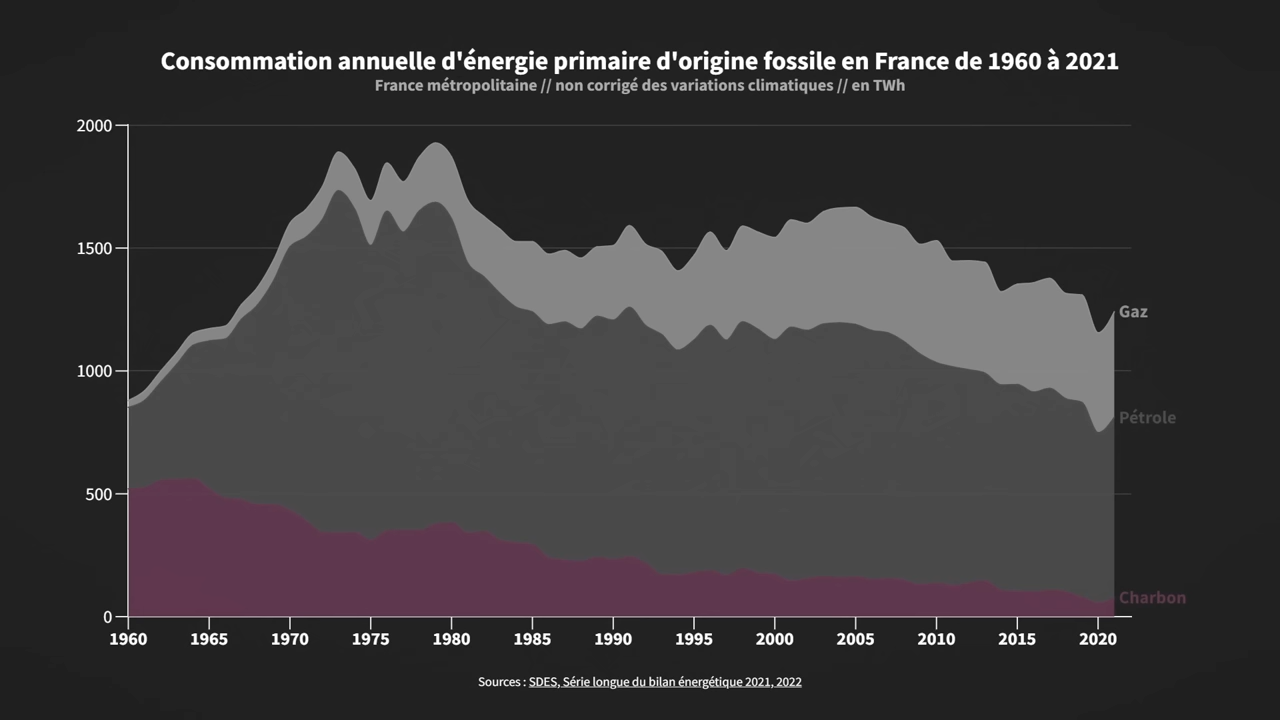 Consommation annuelle d'énergie primaire d'origine fossile en France de 1960 à 2021
France métropolitaine // non corrigé des variations climatiques // en TWh
2000
1500
1000
500
0
Gaz
Pétrole
Charbon
1960 1965 1970 1975 1980 1985 1990 1995 2000 2005 2010 2015 2020
Sources : SDES, Série longue du bilan énergétique 2021, 2022